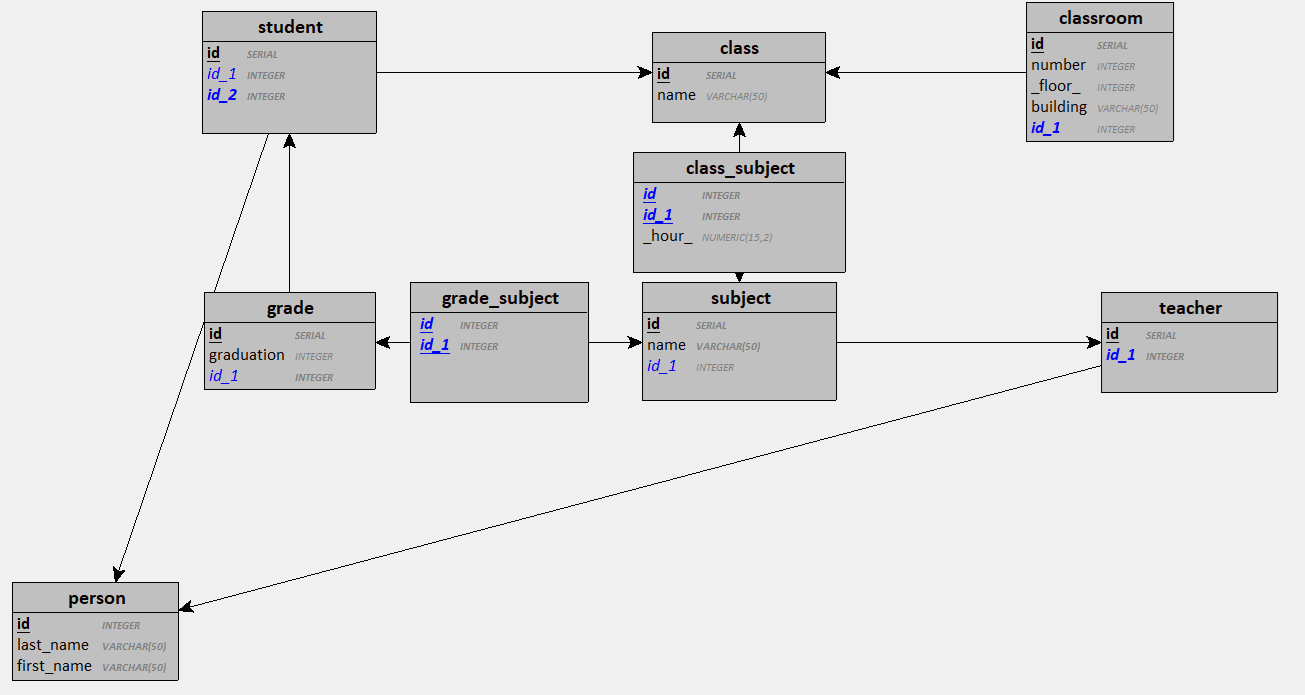 student
id SERIAL
id_1 INTEGER
id_2 INTEGER
class
id SERIAL
name VARCHAR(50)
classroom
id SERIAL
number INTEGER
_floor_ INTEGER
building VARCHAR(50)
id_1 INTEGER
class_subject
id INTEGER
id_1 INTEGER
_hour_ NUMERIC(15,2)
grade
id SERIAL
graduation INTEGER
id_1 INTEGER
grade_subject
id INTEGER
id_1 INTEGER
subject
id SERIAL
name VARCHAR(50)
id_1 INTEGER
teacher
id SERIAL
id_1 INTEGER
person
id INTEGER
last_name VARCHAR(50)
first_name VARCHAR(50)